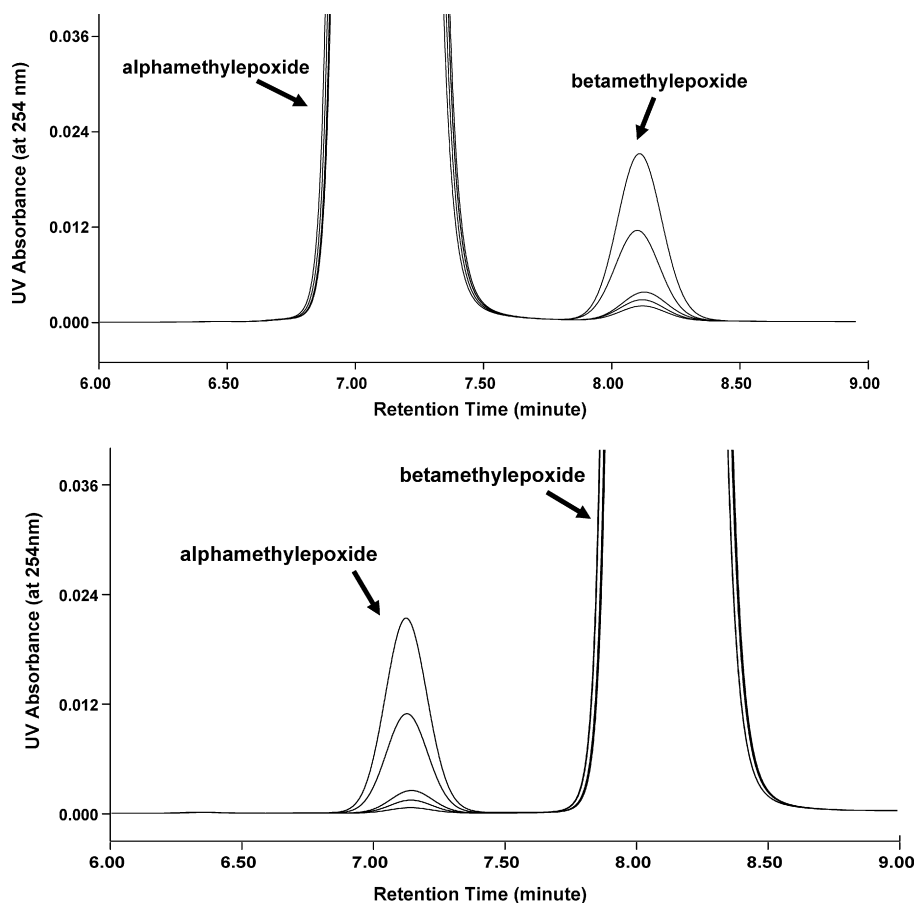 UV Absorbance (at 254 nm)
0.036
0.024
0.012
0.000
alphamethylepoxide
betamethylepoxide
6.00 6.50 7.00 7.50 8.00 8.50 9.00
Retention Time (minute)
UV Absorbance (at 254nm)
0.036
0.024
0.012
0.000
betamethylepoxide
alphamethylepoxide
6.00 6.50 7.00 7.50 8.00 8.50 9.00
Retention Time (minute)